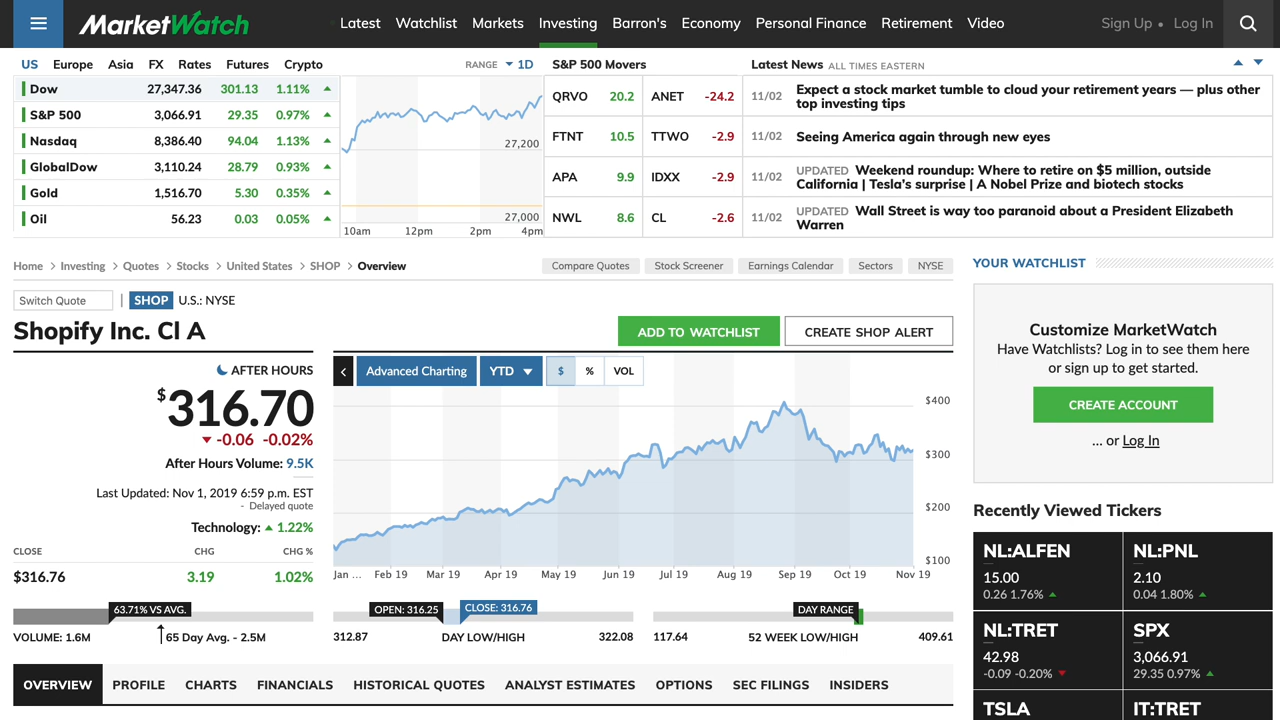 MarketWatch
Latest Watchlist Markets Investing Barron's Economy Personal Finance Retirement Video
Sign Up • Log In
US Europe Asia FX Rates Futures Crypto
RANGE 1D
Dow 27,347.36 301.13 1.11%
S&P 500 3,066.91 29.35 0.97%
Nasdaq 8,386.40 94.04 1.13%
GlobalDow 3,110.24 28.79 0.93%
Gold 1,516.70 5.30 0.35%
Oil 56.23 0.03 0.05%
27,200
27,000
10am 12pm 2pm 4pm
S&P 500 Movers
QRVO 20.2 ANET -24.2
FTNT 10.5 TTWO -2.9
APA 9.9 IDXX -2.9
NWL 8.6 CL -2.6
Latest News ALL TIMES EASTERN
11/02 Expect a stock market tumble to cloud your retirement years — plus other
top investing tips
11/02 Seeing America again through new eyes
11/02 UPDATED Weekend roundup: Where to retire on $5 million, outside
California | Tesla's surprise | A Nobel Prize and biotech stocks
11/02 UPDATED Wall Street is way too paranoid about a President Elizabeth
Warren
Home > Investing > Quotes > Stocks > United States > SHOP > Overview
Compare Quotes Stock Screener Earnings Calendar Sectors NYSE
Switch Quote | SHOP U.S.: NYSE
Shopify Inc. Cl A
ADD TO WATCHLIST CREATE SHOP ALERT
AFTER HOURS
$316.70
-0.06 -0.02%
After Hours Volume: 9.5K
Last Updated: Nov 1, 2019 6:59 p.m. EST
- Delayed quote
Technology: 1.22%
CLOSE CHG CHG %
$316.76 3.19 1.02%
Advanced Charting YTD $ % VOL
$400
$300
$200
$100
Jan ... Feb 19 Mar 19 Apr 19 May 19 Jun 19 Jul 19 Aug 19 Sep 19 Oct 19 Nov 19
63.71% VS AVG.
VOLUME: 1.6M 65 Day Avg. - 2.5M
OPEN: 316.25 CLOSE: 316.76
312.87 DAY LOW/HIGH 322.08
DAY RANGE
117.64 52 WEEK LOW/HIGH 409.61
OVERVIEW PROFILE CHARTS FINANCIALS HISTORICAL QUOTES ANALYST ESTIMATES OPTIONS SEC FILINGS INSIDERS
YOUR WATCHLIST
Customize MarketWatch
Have Watchlists? Log in to see them here
or sign up to get started.
CREATE ACCOUNT
... or Log In
Recently Viewed Tickers
NL:ALFEN
15.00
0.26 1.76%
NL:PNL
2.10
0.04 1.80%
NL:TRET
42.98
-0.09 -0.20%
SPX
3,066.91
29.35 0.97%
TSLA
IT:TRET